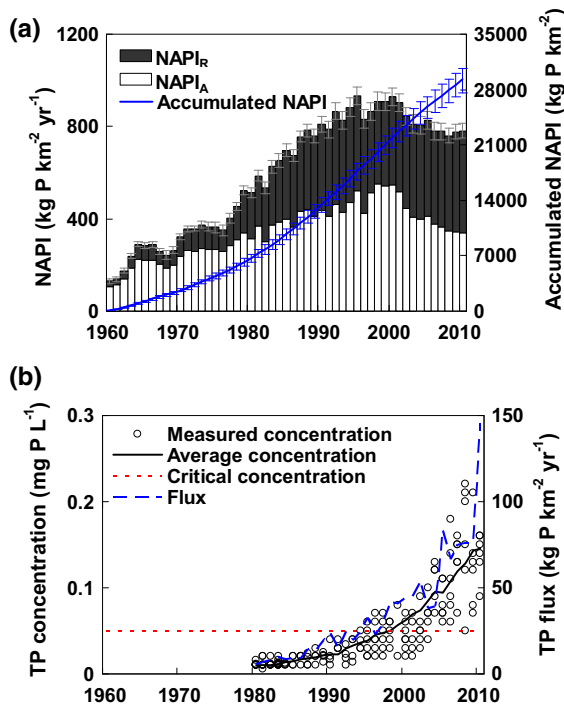 (a)
1200
800
400
0
NAPI (kg P km⁻² yr⁻¹)
35000
28000
21000
14000
7000
0
Accumulated NAPI (kg P km⁻²)
NAPI_R
NAPI_A
Accumulated NAPI
1960 1970 1980 1990 2000 2010
(b)
0.3
0.2
0.1
0
TP concentration (mg P L⁻¹)
150
100
50
0
TP flux (kg P km⁻² yr⁻¹)
Measured concentration
Average concentration
Critical concentration
Flux
1960 1970 1980 1990 2000 2010